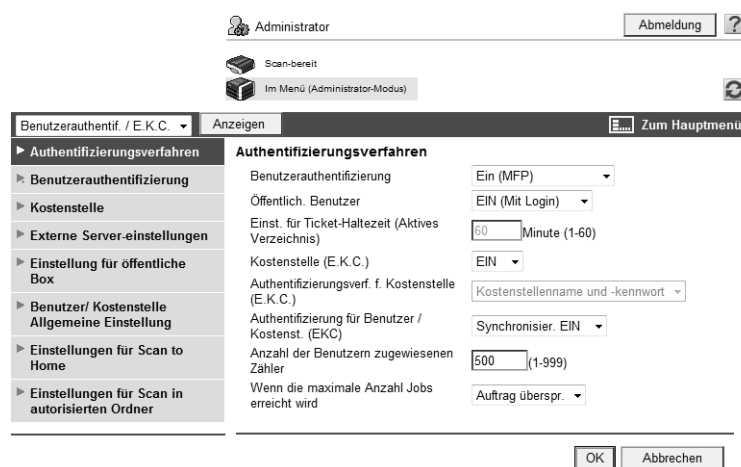 Administrator
Abmeldung
?
Scan-bereit
Im Menü (Administrator-Modus)
Benutzerauthentif. / E.K.C.
Anzeigen
Zum Hauptmenü
Authentifizierungsverfahren
Benutzerauthentifizierung
Kostenstelle
Externe Server-einstellungen
Einstellung für öffentliche
Box
Benutzer/ Kostenstelle
Allgemeine Einstellung
Einstellungen für Scan to
Home
Einstellungen für Scan in
autorisierten Ordner
Authentifizierungsverfahren
Benutzerauthentifizierung
Ein (MFP)
Öffentlich. Benutzer
EIN (Mit Login)
Einst. für Ticket-Haltezeit (Aktives
Verzeichnis)
60 Minute (1-60)
Kostenstelle (E.K.C.)
EIN
Authentifizierungsverf. f. Kostenstelle
(E.K.C.)
Kostenstellenname und -kennwort
Authentifizierung für Benutzer /
Kostenst. (EKC)
Synchronisier. EIN
Anzahl der Benutzern zugewiesenen
Zähler
500 (1-999)
Wenn die maximale Anzahl Jobs
erreicht wird
Auftrag überspr.
OK
Abbrechen